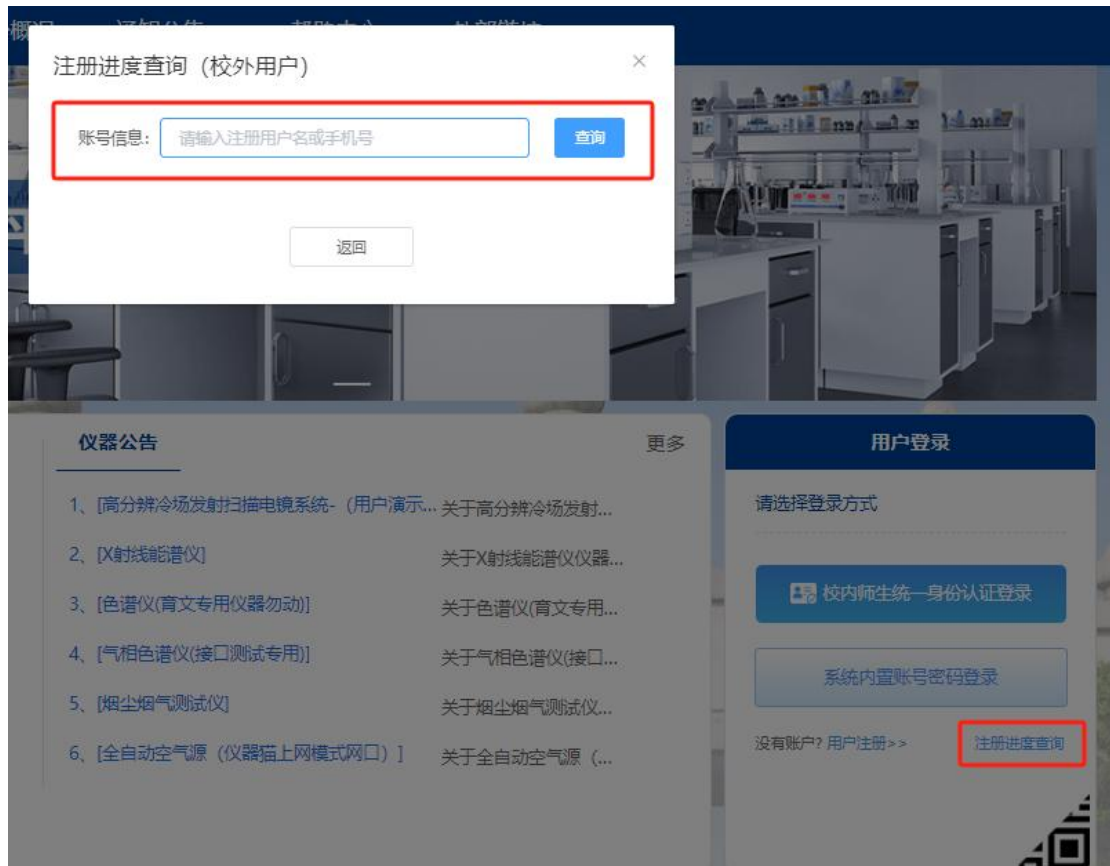 注册进度查询（校外用户）
账号信息: 请输入注册用户名或手机号 查询
返回
仪器公告 更多
1、[高分辨冷场发射扫描电镜系统-（用户演示... 关于高分辨冷场发射...
2、[X射线能谱仪] 关于X射线能谱仪仪器...
3、[色谱仪(育文专用仪器勿动)] 关于色谱仪(育文专用...
4、[气相色谱仪(接口测试专用)] 关于气相色谱仪(接口...
5、[烟尘烟气测试仪] 关于烟尘烟气测试仪...
6、[全自动空气源（仪器猫上网模式网口）] 关于全自动空气源（...
用户登录
请选择登录方式
校内师生统一身份认证登录
系统内置账号密码登录
没有账户? 用户注册>> 注册进度查询